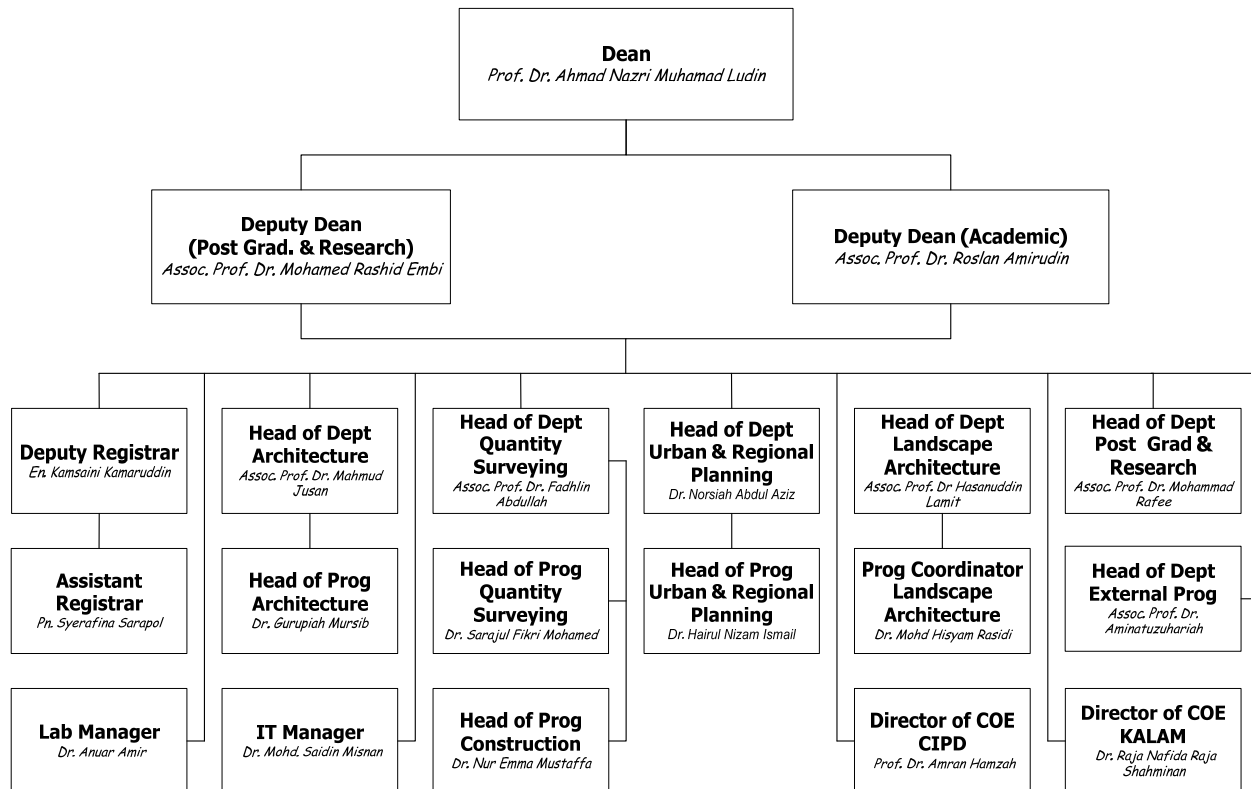 Dean
Prof. Dr. Ahmad Nazri Muhamad Ludin
Deputy Dean
(Post Grad. & Research)
Assoc. Prof. Dr. Mohamed Rashid Embi
Deputy Dean (Academic)
Assoc. Prof. Dr. Roslan Amirudin
Deputy Registrar
En. Kamsaini Kamaruddin
Head of Dept
Architecture
Assoc. Prof. Dr. Mahmud
Jusan
Head of Dept
Quantity
Surveying
Assoc. Prof. Dr. Fadhlin
Abdullah
Head of Dept
Urban & Regional
Planning
Dr. Norsiah Abdul Aziz
Head of Dept
Landscape
Architecture
Assoc. Prof. Dr Hasanuddin
Lamit
Head of Dept
Post Grad &
Research
Assoc. Prof. Dr. Mohammad
Rafee
Assistant
Registrar
Pn. Syerafina Sarapol
Head of Prog
Architecture
Dr. Gurupiah Mursib
Head of Prog
Quantity
Surveying
Dr. Sarajul Fikri Mohamed
Head of Prog
Urban & Regional
Planning
Dr. Hairul Nizam Ismail
Prog Coordinator
Landscape
Architecture
Dr. Mohd Hisyam Rasidi
Head of Dept
External Prog
Assoc. Prof. Dr.
Aminatuzuhariah
Lab Manager
Dr. Anuar Amir
IT Manager
Dr. Mohd. Saidin Misnan
Head of Prog
Construction
Dr. Nur Emma Mustaffa
Director of COE
CIPD
Prof. Dr. Amran Hamzah
Director of COE
KALAM
Dr. Raja Nafida Raja
Shahminan